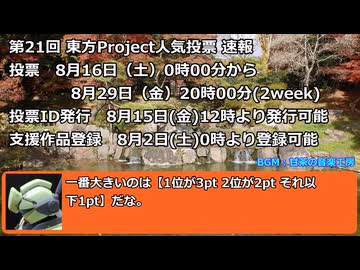 第21回 東方Project人気投票 速報
投票 8月16日（土）0時00分から
8月29日（金）20時00分(2week)
投票ID発行 8月15日(金)12時より発行可能
支援作品登録 8月2日(土)0時より登録可能
BGM：甘茶の音楽工房
一番大きいのは【1位が3pt 2位が2pt それ以
下1pt】だな。